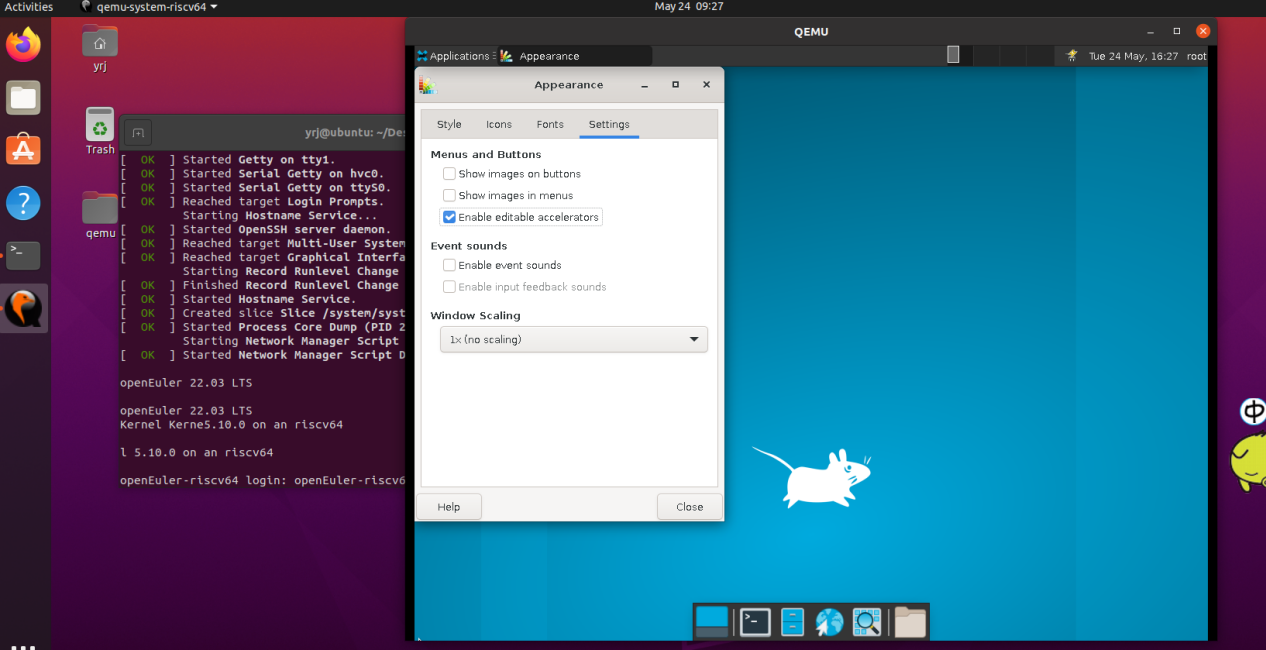 Activities
qemu-system-riscv64
May 24 09:27
yrj
Trash
qemu
yrj@ubuntu: ~/Des
[ OK ] Started Getty on tty1.
[ OK ] Started Serial Getty on hvc0.
[ OK ] Started Serial Getty on ttyS0.
[ OK ] Reached target Login Prompts.
Starting Hostname Service...
[ OK ] Started OpenSSH server daemon.
[ OK ] Reached target Multi-User System
[ OK ] Reached target Graphical Interfa
Starting Record Runlevel Change
[ OK ] Finished Record Runlevel Change
[ OK ] Started Hostname Service.
[ OK ] Created slice Slice /system/syst
[ OK ] Started Process Core Dump (PID 2
Starting Network Manager Script
[ OK ] Started Network Manager Script D
openEuler 22.03 LTS
openEuler 22.03 LTS
Kernel Kerne5.10.0 on an riscv64
l 5.10.0 on an riscv64
openEuler-riscv64 login: openEuler-riscv6
QEMU
Applications
Appearance
Tue 24 May, 16:27
root
Appearance
Style
Icons
Fonts
Settings
Menus and Buttons
Show images on buttons
Show images in menus
Enable editable accelerators
Event sounds
Enable event sounds
Enable input feedback sounds
Window Scaling
1x (no scaling)
Help
Close
中